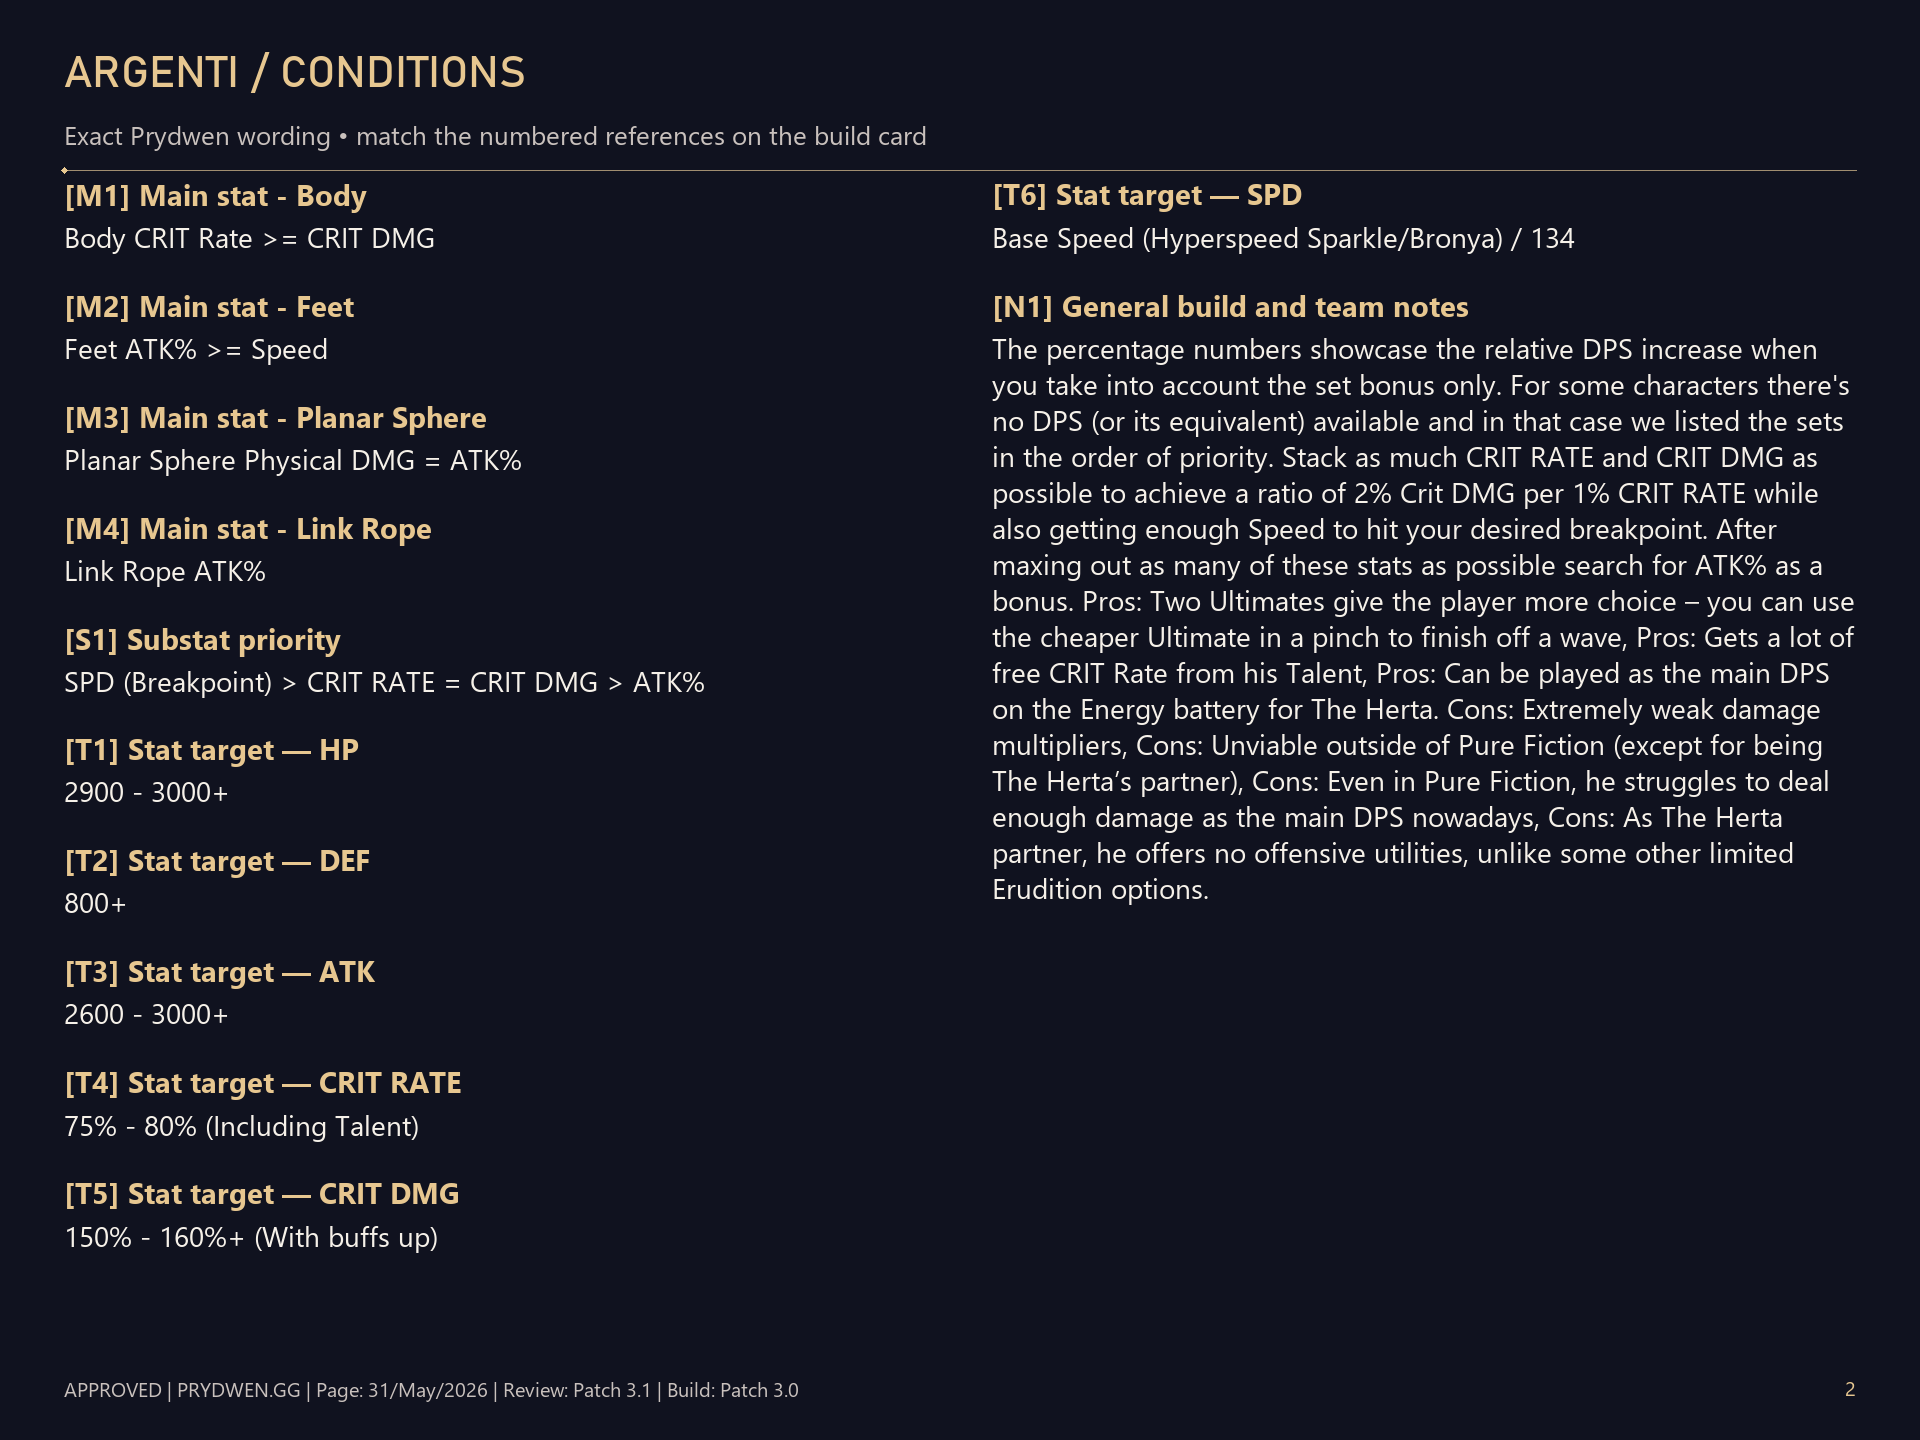 ARGENTI / CONDITIONS
Exact Prydwen wording • match the numbered references on the build card
[M1] Main stat - Body
Body CRIT Rate >= CRIT DMG
[M2] Main stat - Feet
Feet ATK% >= Speed
[M3] Main stat - Planar Sphere
Planar Sphere Physical DMG = ATK%
[M4] Main stat - Link Rope
Link Rope ATK%
[S1] Substat priority
SPD (Breakpoint) > CRIT RATE = CRIT DMG > ATK%
[T1] Stat target — HP
2900 - 3000+
[T2] Stat target — DEF
800+
[T3] Stat target — ATK
2600 - 3000+
[T4] Stat target — CRIT RATE
75% - 80% (Including Talent)
[T5] Stat target — CRIT DMG
150% - 160%+ (With buffs up)
[T6] Stat target — SPD
Base Speed (Hyperspeed Sparkle/Bronya) / 134
[N1] General build and team notes
The percentage numbers showcase the relative DPS increase when
you take into account the set bonus only. For some characters there's
no DPS (or its equivalent) available and in that case we listed the sets
in the order of priority. Stack as much CRIT RATE and CRIT DMG as
possible to achieve a ratio of 2% Crit DMG per 1% CRIT RATE while
also getting enough Speed to hit your desired breakpoint. After
maxing out as many of these stats as possible search for ATK% as a
bonus. Pros: Two Ultimates give the player more choice – you can use
the cheaper Ultimate in a pinch to finish off a wave, Pros: Gets a lot of
free CRIT Rate from his Talent, Pros: Can be played as the main DPS
on the Energy battery for The Herta. Cons: Extremely weak damage
multipliers, Cons: Unviable outside of Pure Fiction (except for being
The Herta’s partner), Cons: Even in Pure Fiction, he struggles to deal
enough damage as the main DPS nowadays, Cons: As The Herta
partner, he offers no offensive utilities, unlike some other limited
Erudition options.
APPROVED | PRYDWEN.GG | Page: 31/May/2026 | Review: Patch 3.1 | Build: Patch 3.0
2